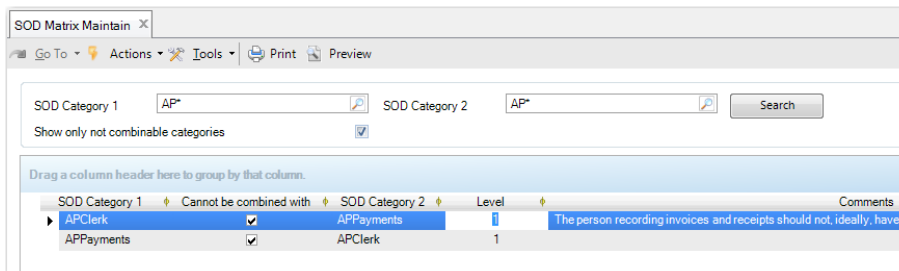 SOD Matrix Maintain
Go To Actions Tools Print Preview
SOD Category 1 AP* SOD Category 2 AP* Search
Show only not combinable categories
Drag a column header here to group by that column.
SOD Category 1 Cannot be combined with SOD Category 2 Level Comments
APClerk APPayments 1 The person recording invoices and receipts should not, ideally, have
APPayments APClerk 1